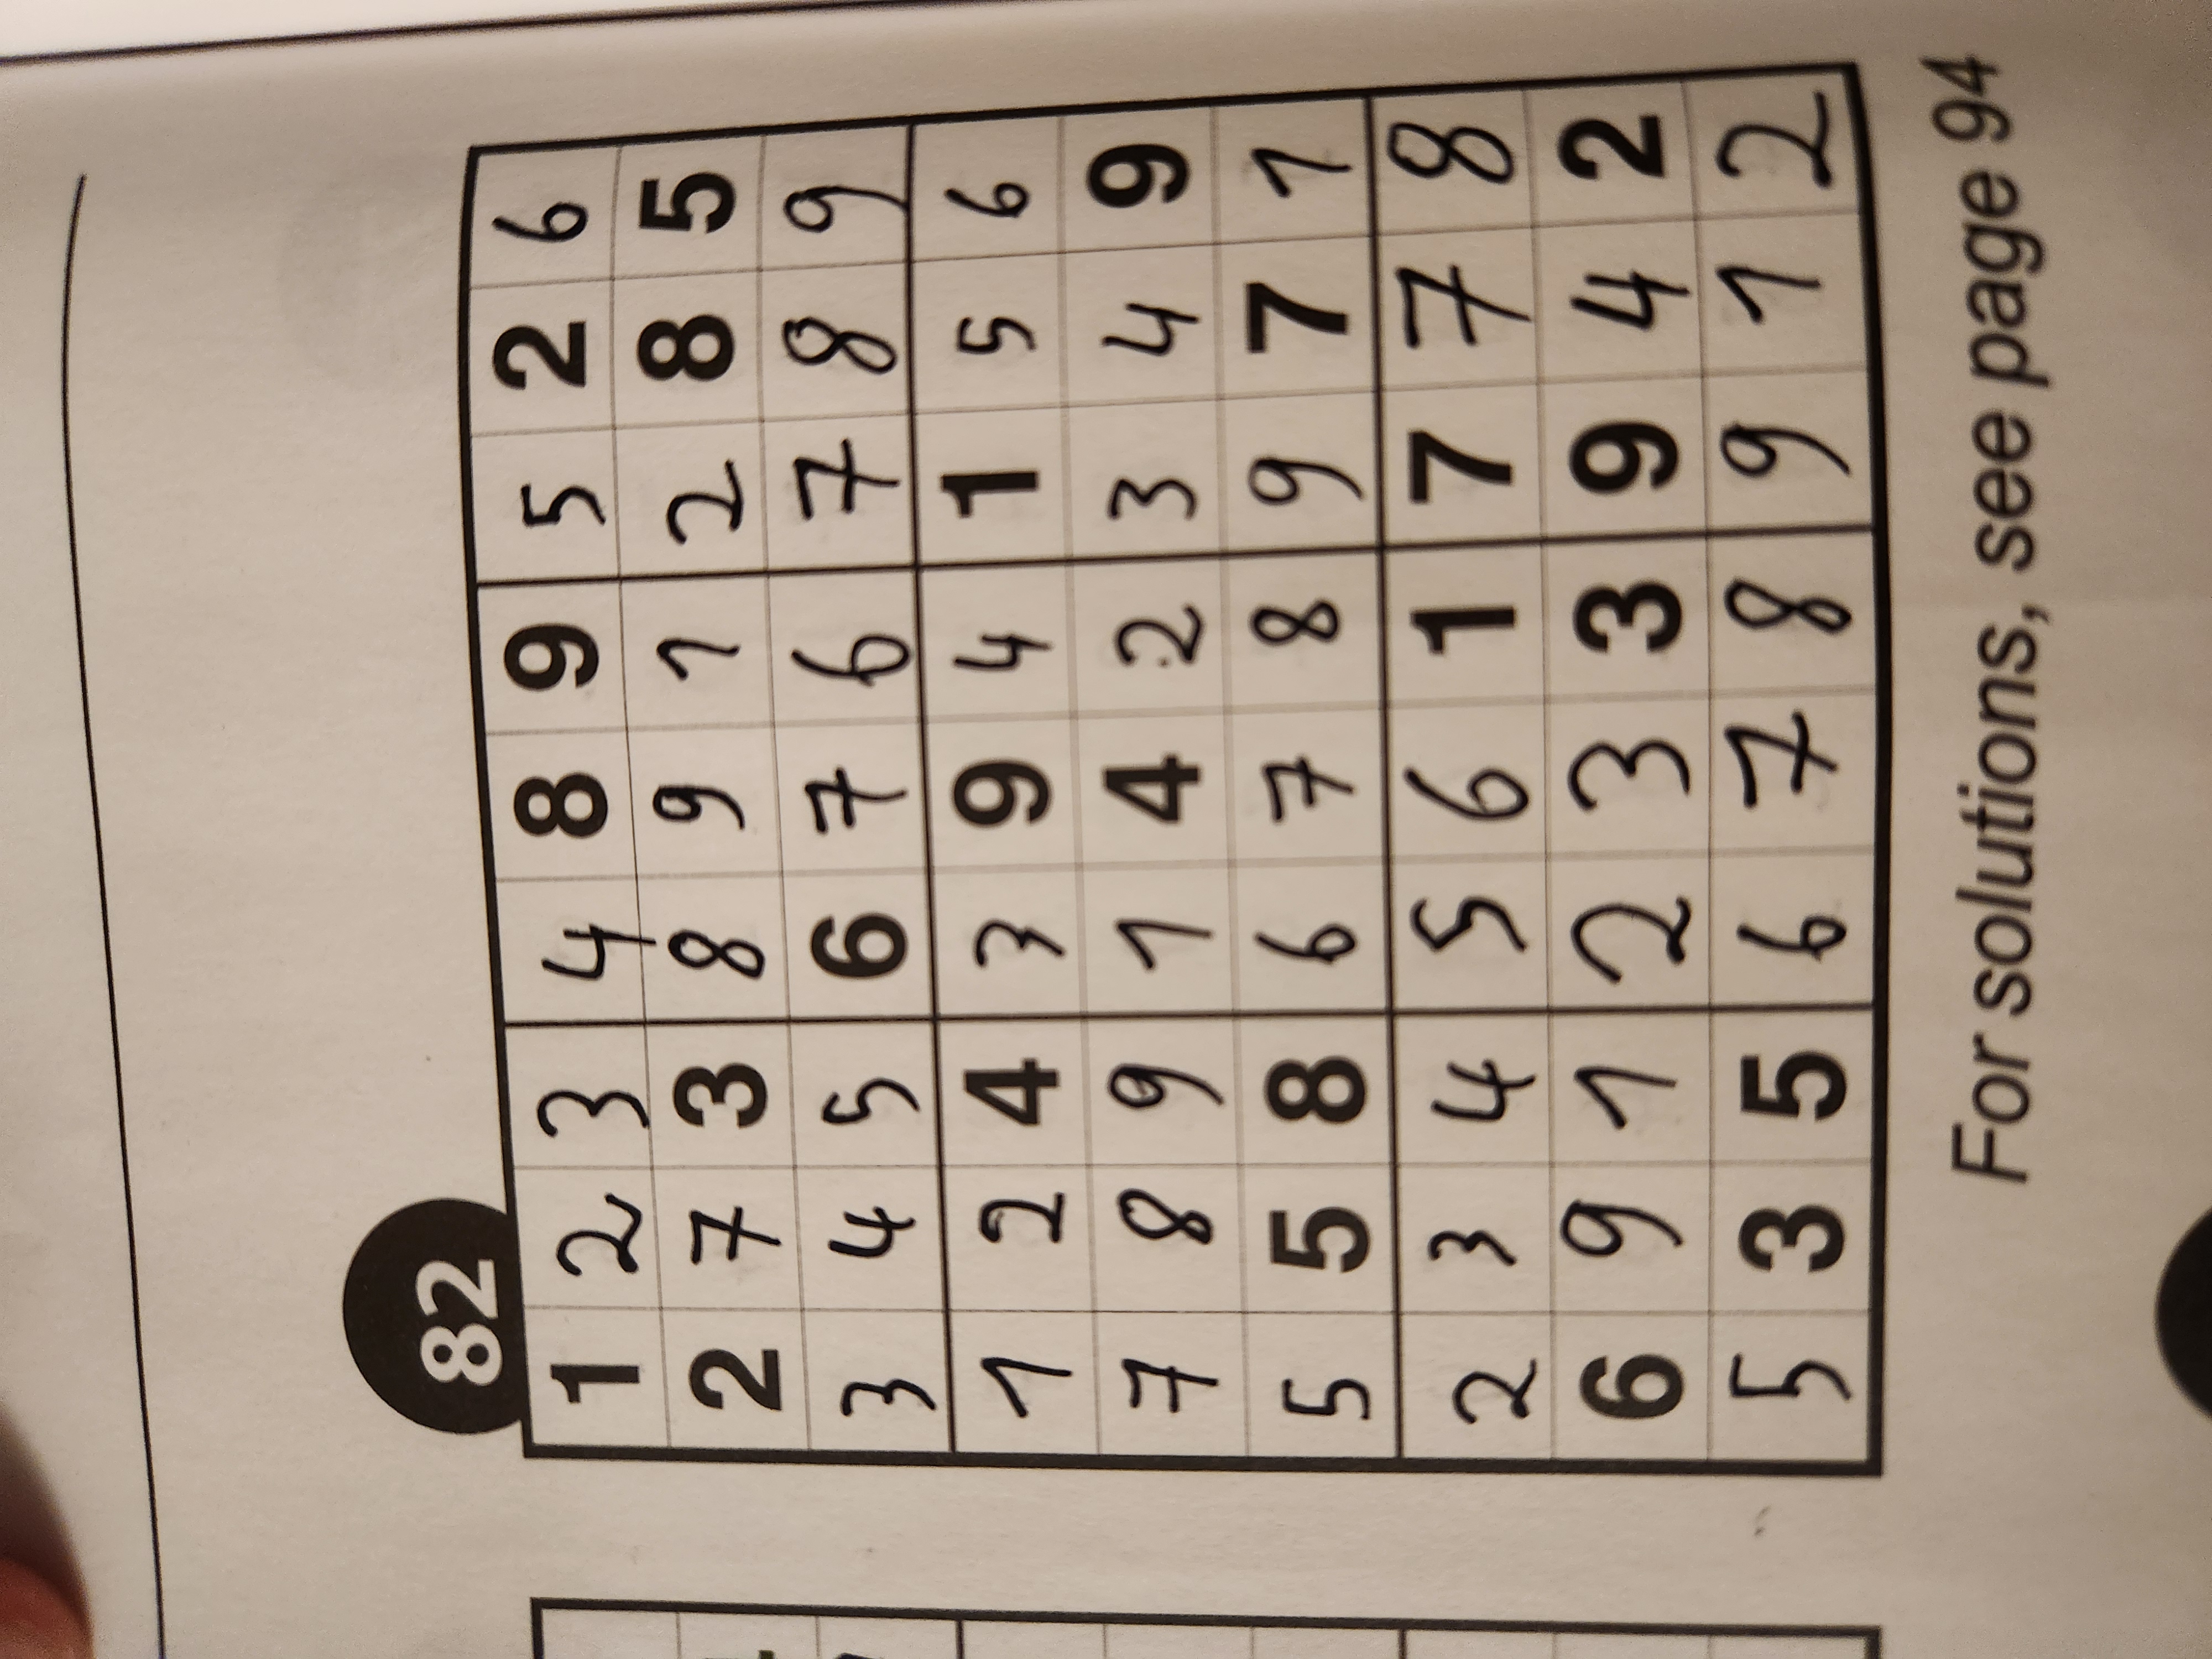 82
1 2 3 4 8 9 5 2 6
2 7 3 8 9 1 2 8 5
3 4 5 6 7 6 7 8 9
1 2 4 3 9 4 1 5 6
7 8 9 1 4 2 3 4 9
5 5 8 6 7 8 9 7 1
2 3 4 5 6 1 7 7 8
6 9 1 2 3 3 9 4 2
5 3 5 6 7 8 9 1 2
For solutions, see page 94